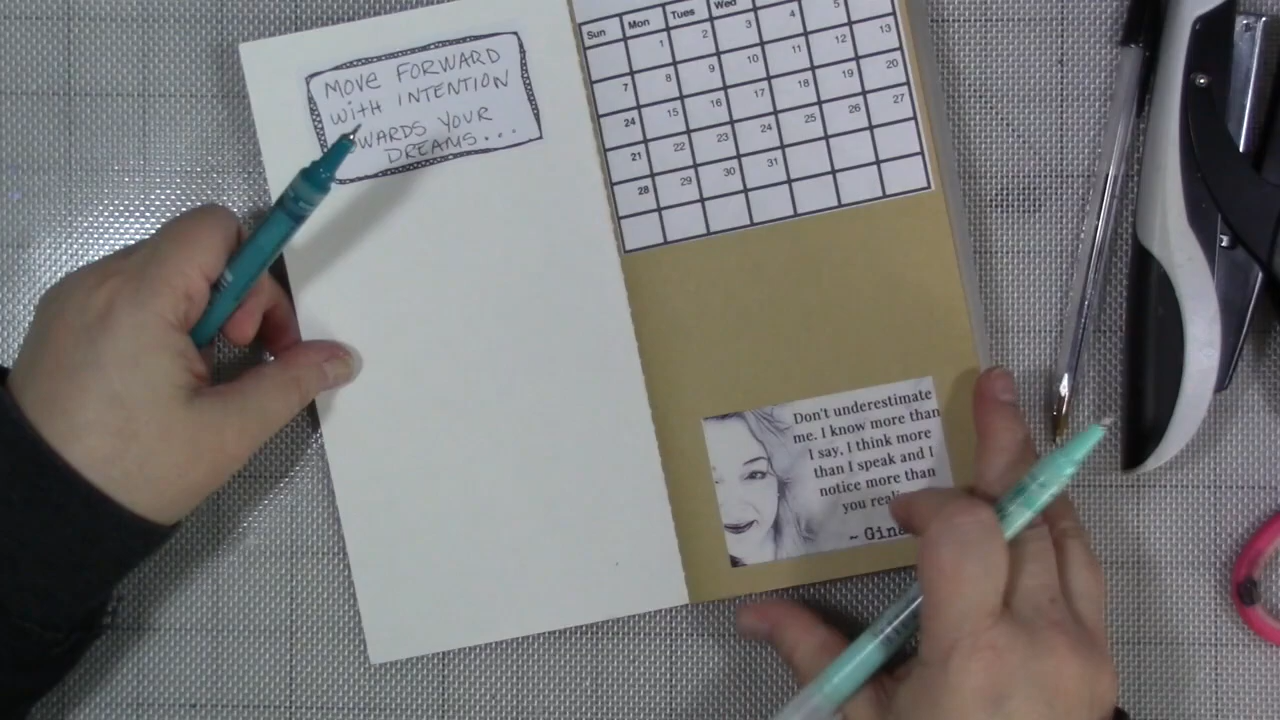 MOVE FORWARD
WITH INTENTION
WARDS YOUR
DREAMS...
Sun Mon Tues Wed
1 2 3 4 5
7 8 9 10 11 12 13
24 15 16 17 18 19 20
21 22 23 24 25 26 27
28 29 30 31
Don't underestimate
me. I know more than
I say, I think more
than I speak and I
notice more than
you
~ Gina